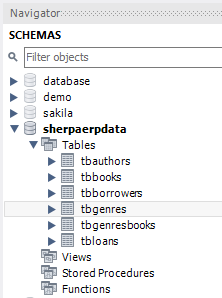 Navigator
SCHEMAS
Filter objects
database
demo
sakila
sherpaerpdata
Tables
tbauthors
tbbooks
tbborrowers
tbgenres
tbgenresbooks
tbloans
Views
Stored Procedures
Functions